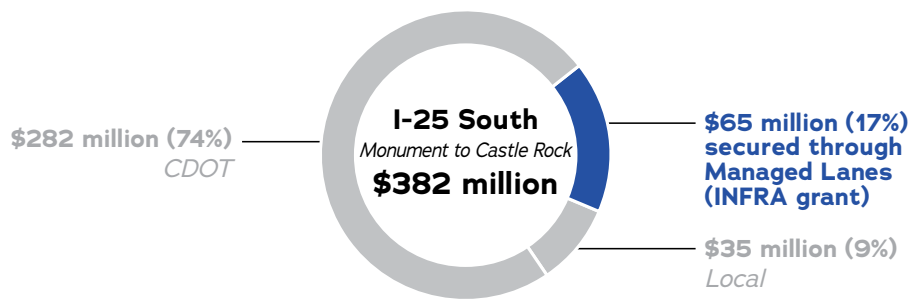 I-25 South
Monument to Castle Rock
$382 million
$282 million (74%)
CDOT
$65 million (17%)
secured through
Managed Lanes
(INFRA grant)
$35 million (9%)
Local